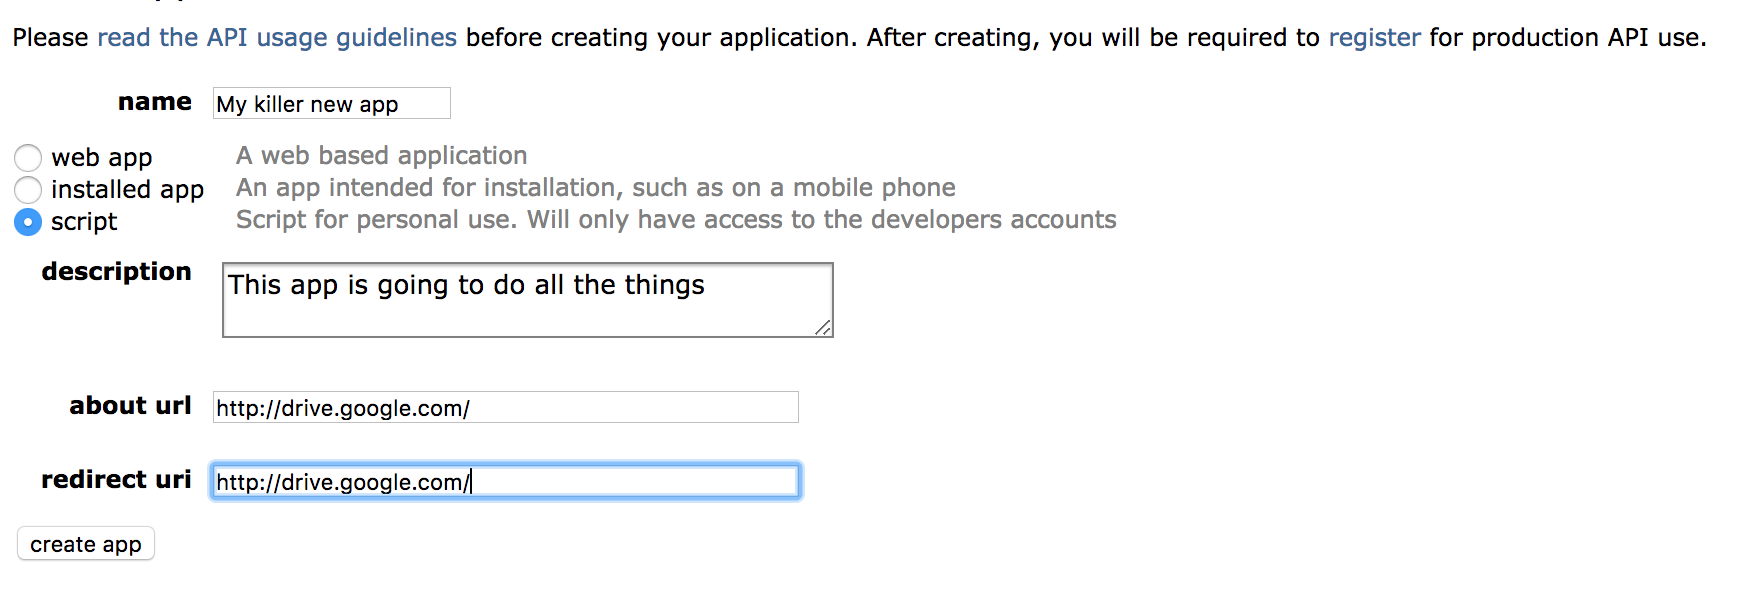 Please read the API usage guidelines before creating your application. After creating, you will be required to register for production API use.
name My killer new app
web app A web based application
installed app An app intended for installation, such as on a mobile phone
script Script for personal use. Will only have access to the developers accounts
description This app is going to do all the things
about url http://drive.google.com/
redirect uri http://drive.google.com/
create app